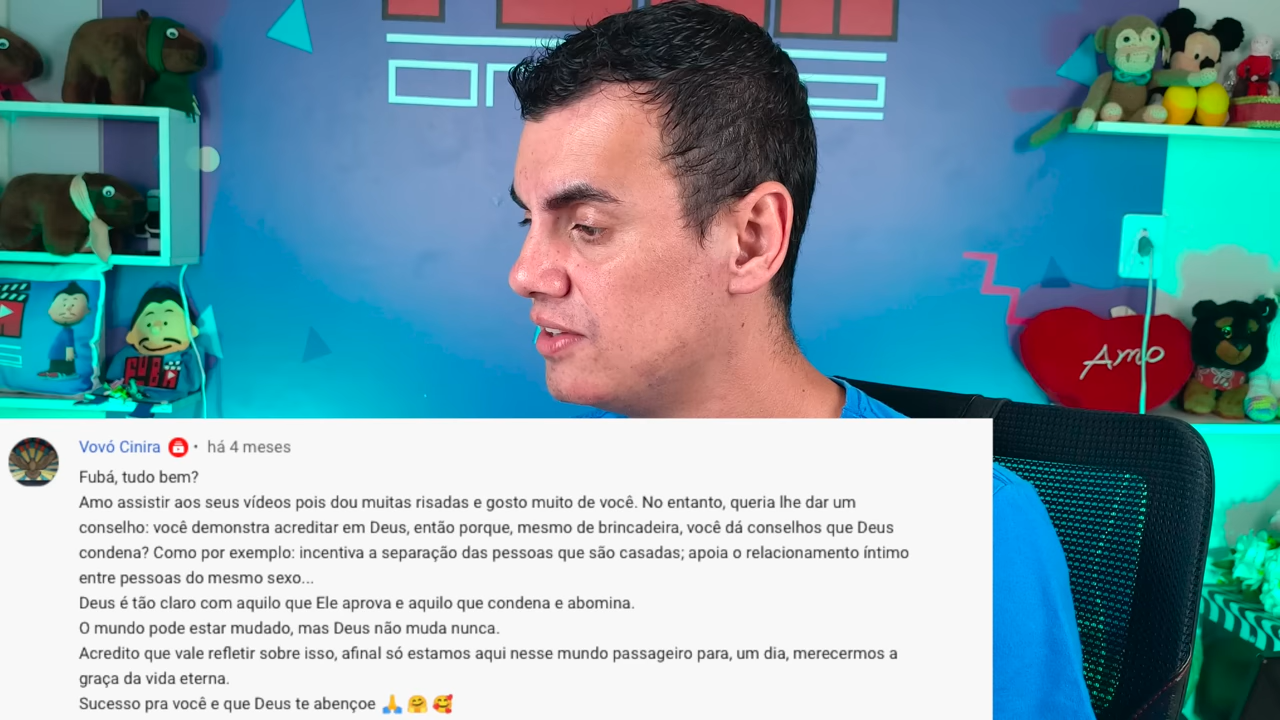 Amo
Vovó Cinira • há 4 meses
Fubá, tudo bem?
Amo assistir aos seus vídeos pois dou muitas risadas e gosto muito de você. No entanto, queria lhe dar um
conselho: você demonstra acreditar em Deus, então porque, mesmo de brincadeira, você dá conselhos que Deus
condena? Como por exemplo: incentiva a separação das pessoas que são casadas; apoia o relacionamento íntimo
entre pessoas do mesmo sexo...
Deus é tão claro com aquilo que Ele aprova e aquilo que condena e abomina.
O mundo pode estar mudado, mas Deus não muda nunca.
Acredito que vale refletir sobre isso, afinal só estamos aqui nesse mundo passageiro para, um dia, merecermos a
graça da vida eterna.
Sucesso pra você e que Deus te abençoe 🙏 🤗 🥰